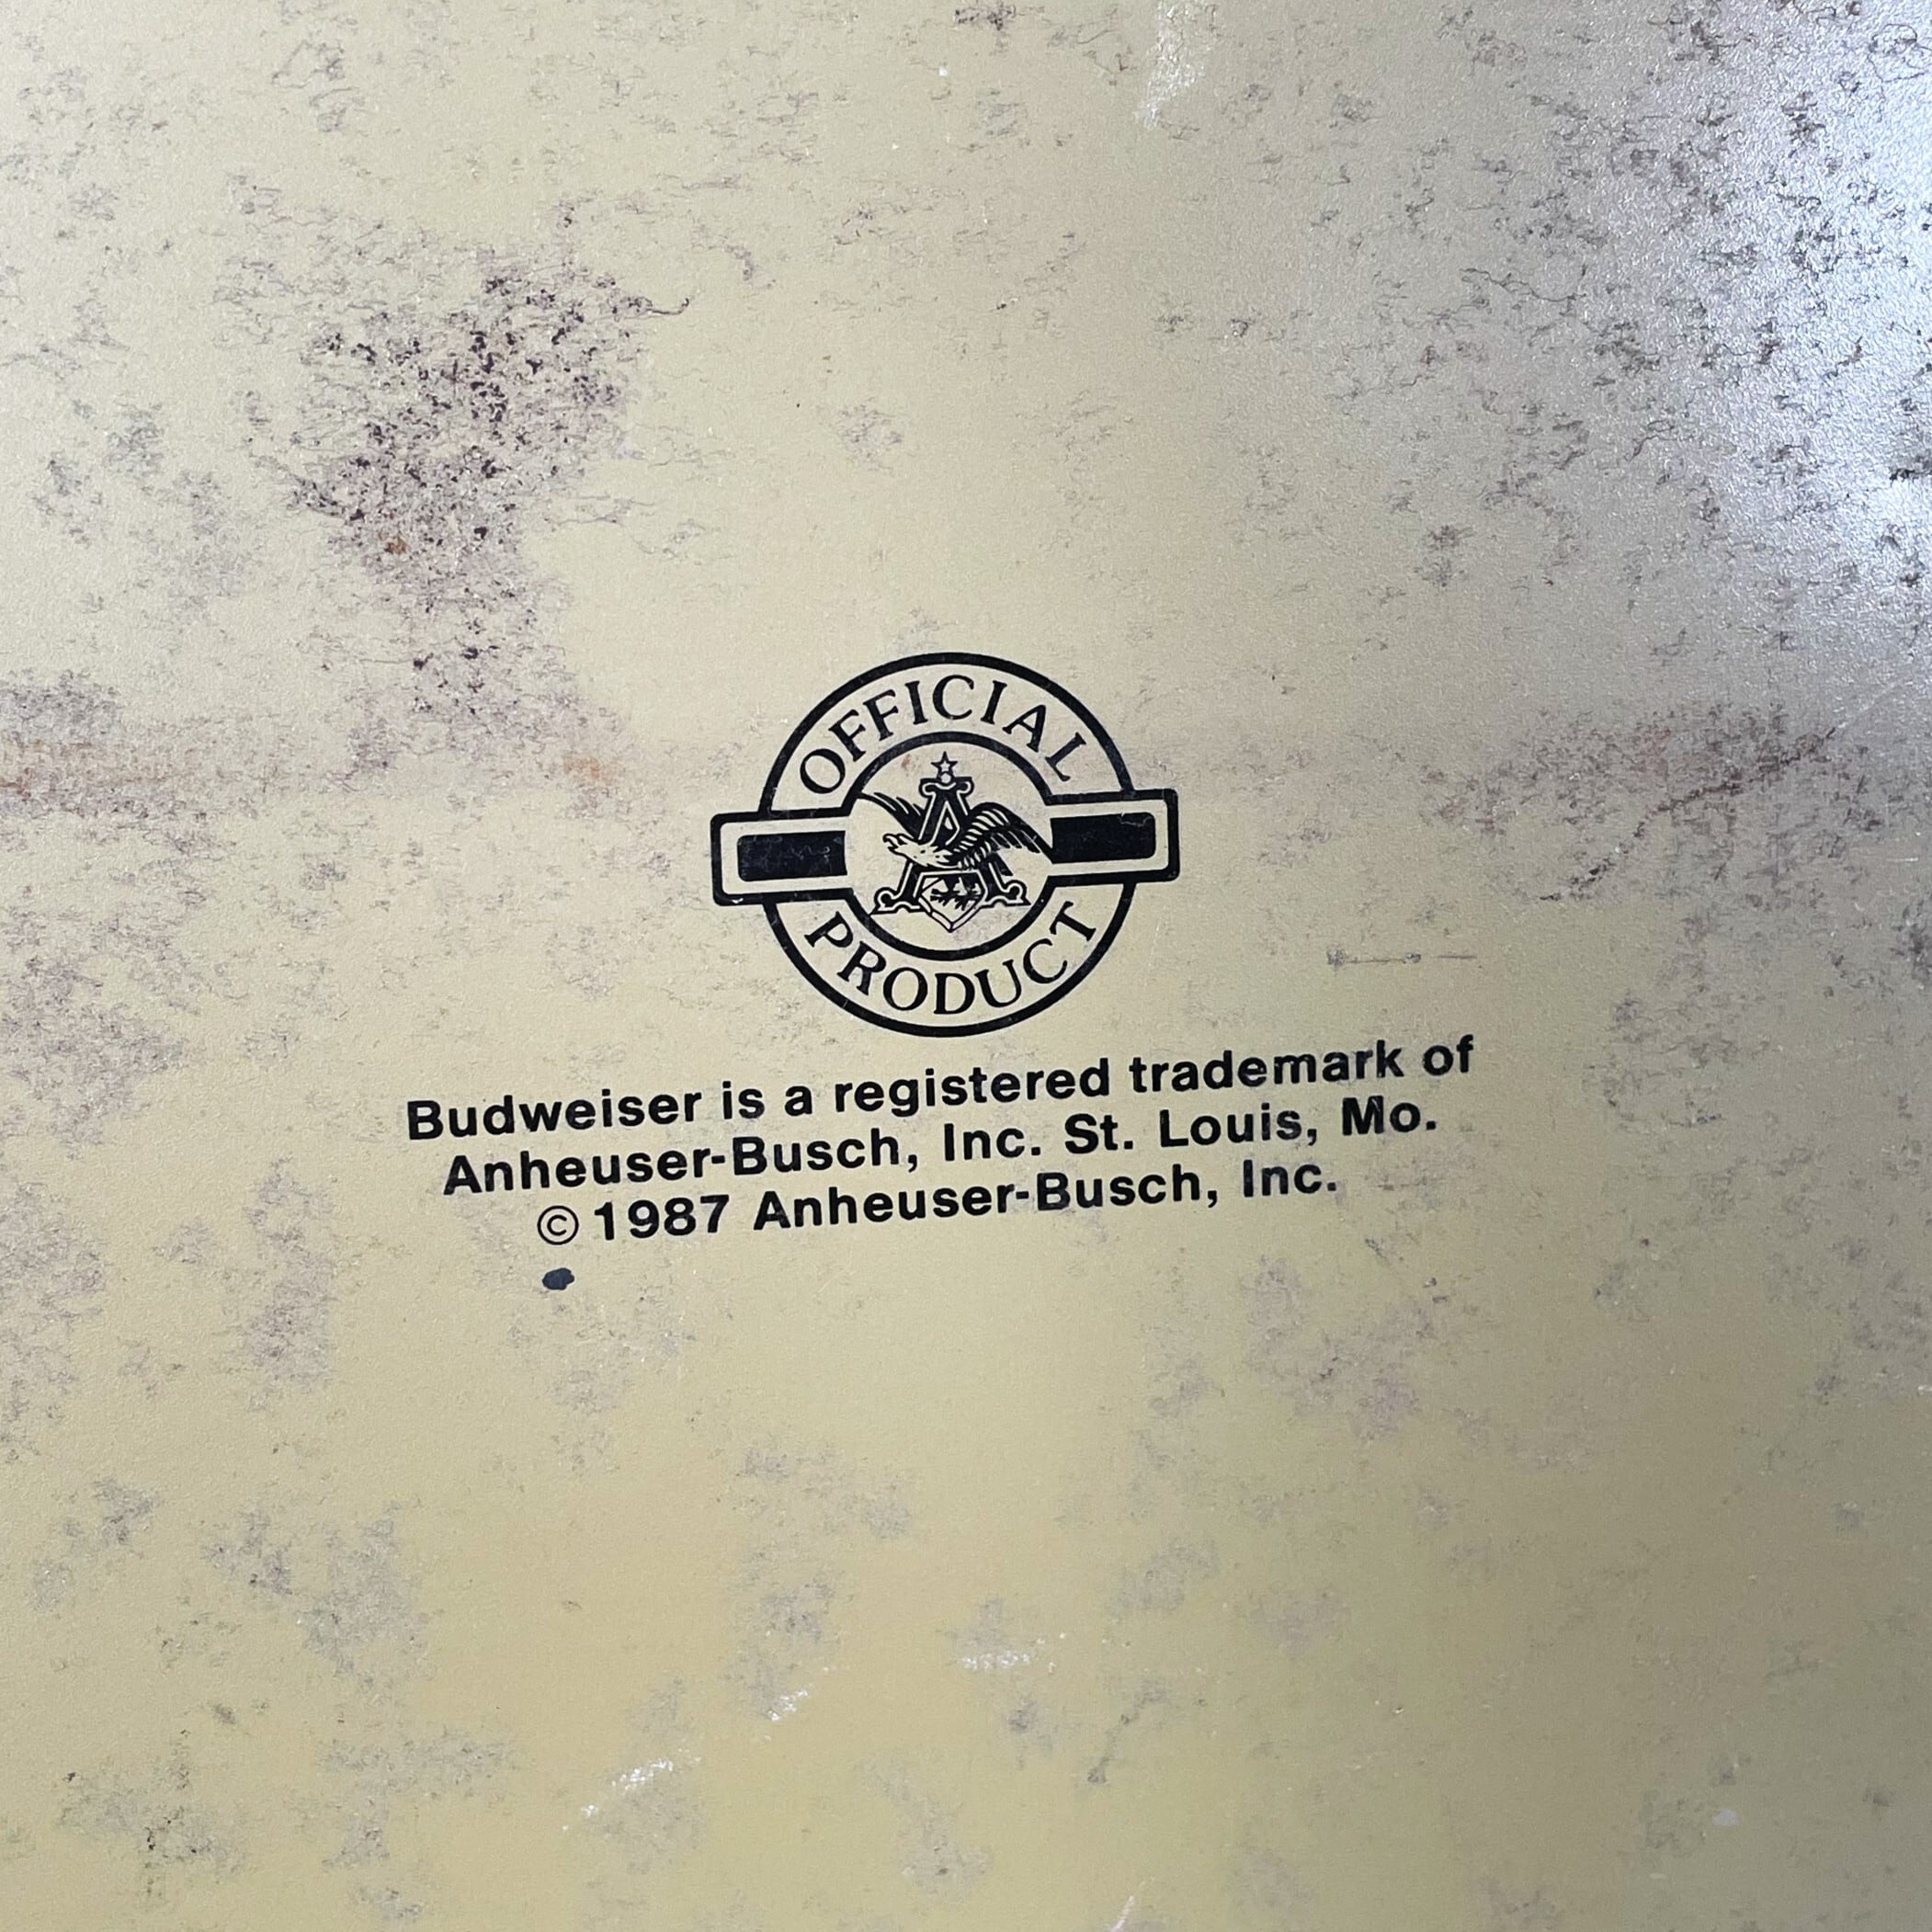 OFFICIAL
A
PRODUCT
Budweiser is a registered trademark of
Anheuser-Busch, Inc. St. Louis, Mo.
© 1987 Anheuser-Busch, Inc.